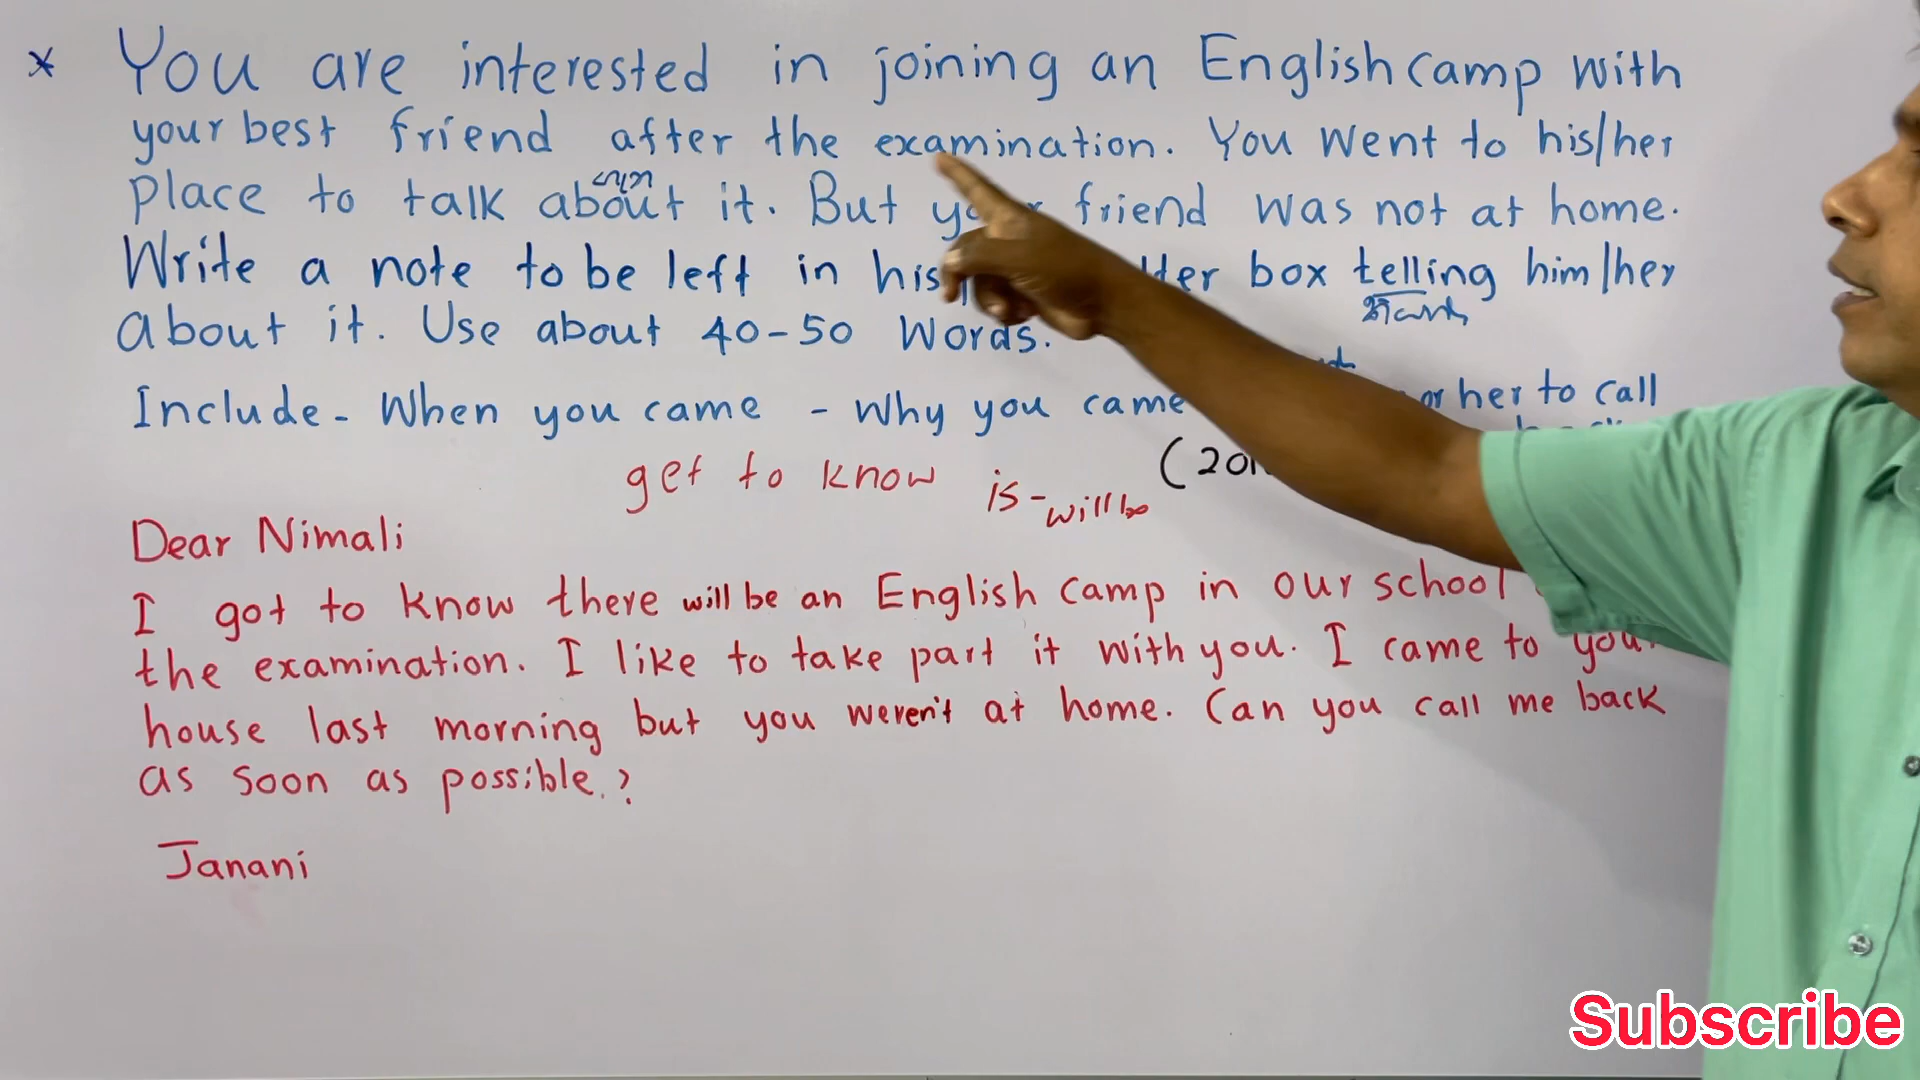 * You are interested in joining an English camp with
your best friend after the examination. You went to his/her
place to talk about it. But friend was not at home.
Write a note to be left in his box telling him/her
about it. Use about 40-50 words.
Include - When you came - Why you came or her to call
get to know is - will be (20
Dear Nimali
I got to know there will be an English camp in our school
the examination. I like to take part it with you. I came to your
house last morning but you weren't at home. Can you call me back
as soon as possible.?
Janani
Subscribe